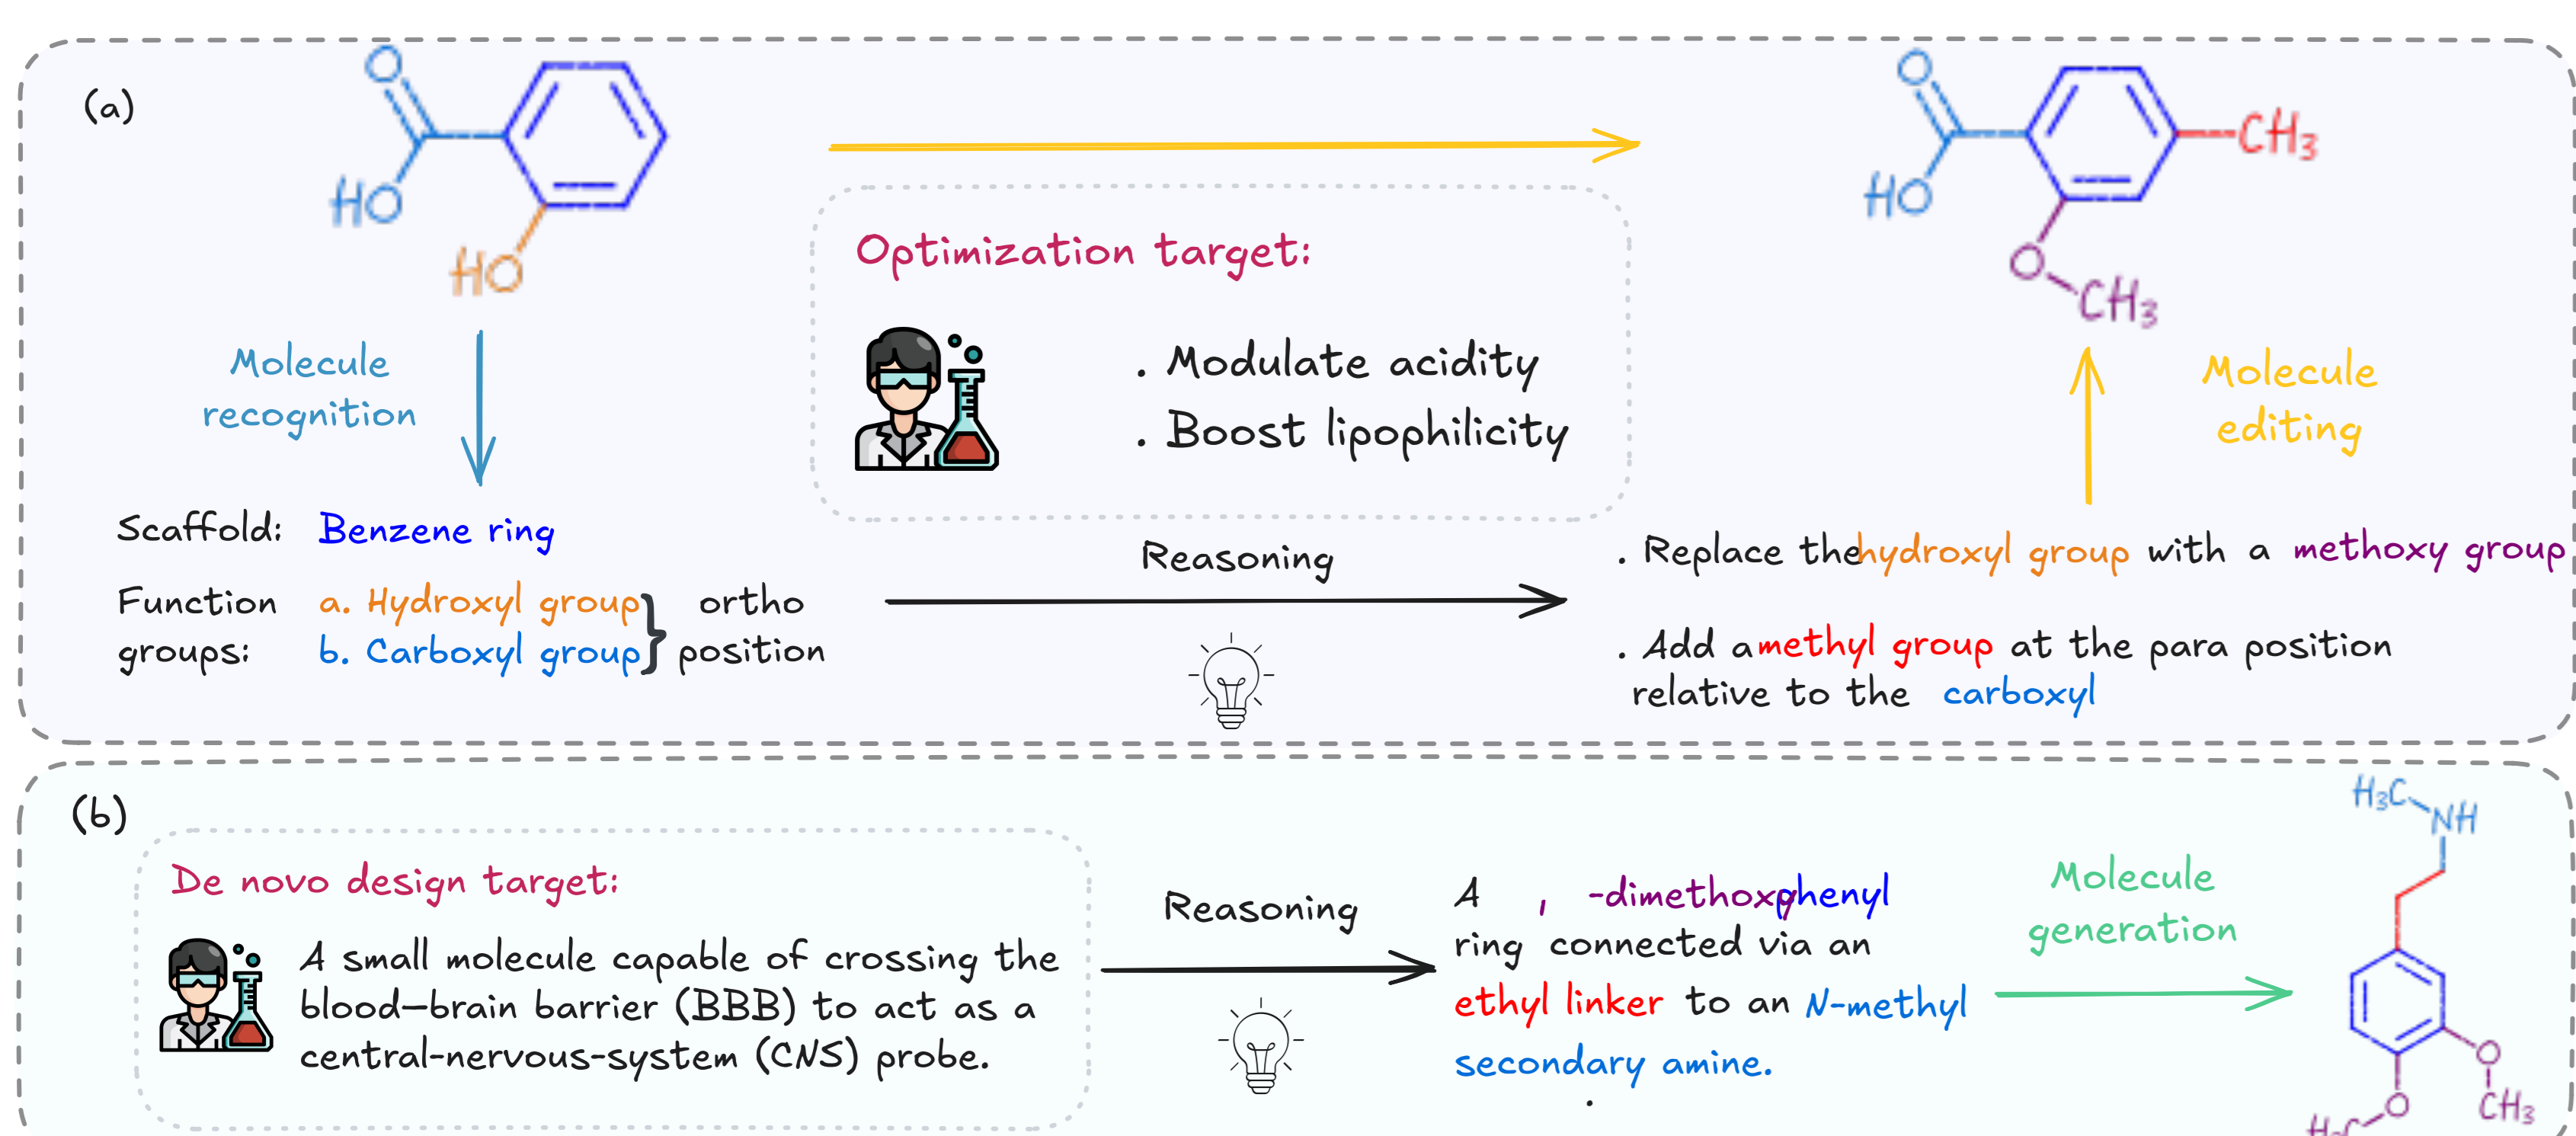 (a)
O
HO
HO
Molecule
recognition
Scaffold: Benzene ring
Function
groups:
a. Hydroxyl group
b. Carboxyl group
} ortho
position
Optimization target:
. Modulate acidity
. Boost lipophilicity
Reasoning
O
HO
CH3
O
CH3
Molecule
editing
. Replace the hydroxyl group with a methoxy group
. Add a methyl group at the para position
relative to the carboxyl
(b)
De novo design target:
A small molecule capable of crossing the
blood–brain barrier (BBB) to act as a
central-nervous-system (CNS) probe.
Reasoning
A , -dimethoxyphenyl
ring connected via an
ethyl linker to an N-methyl
secondary amine.
.
Molecule
generation
H3C
NH
O
CH3
O
H3C